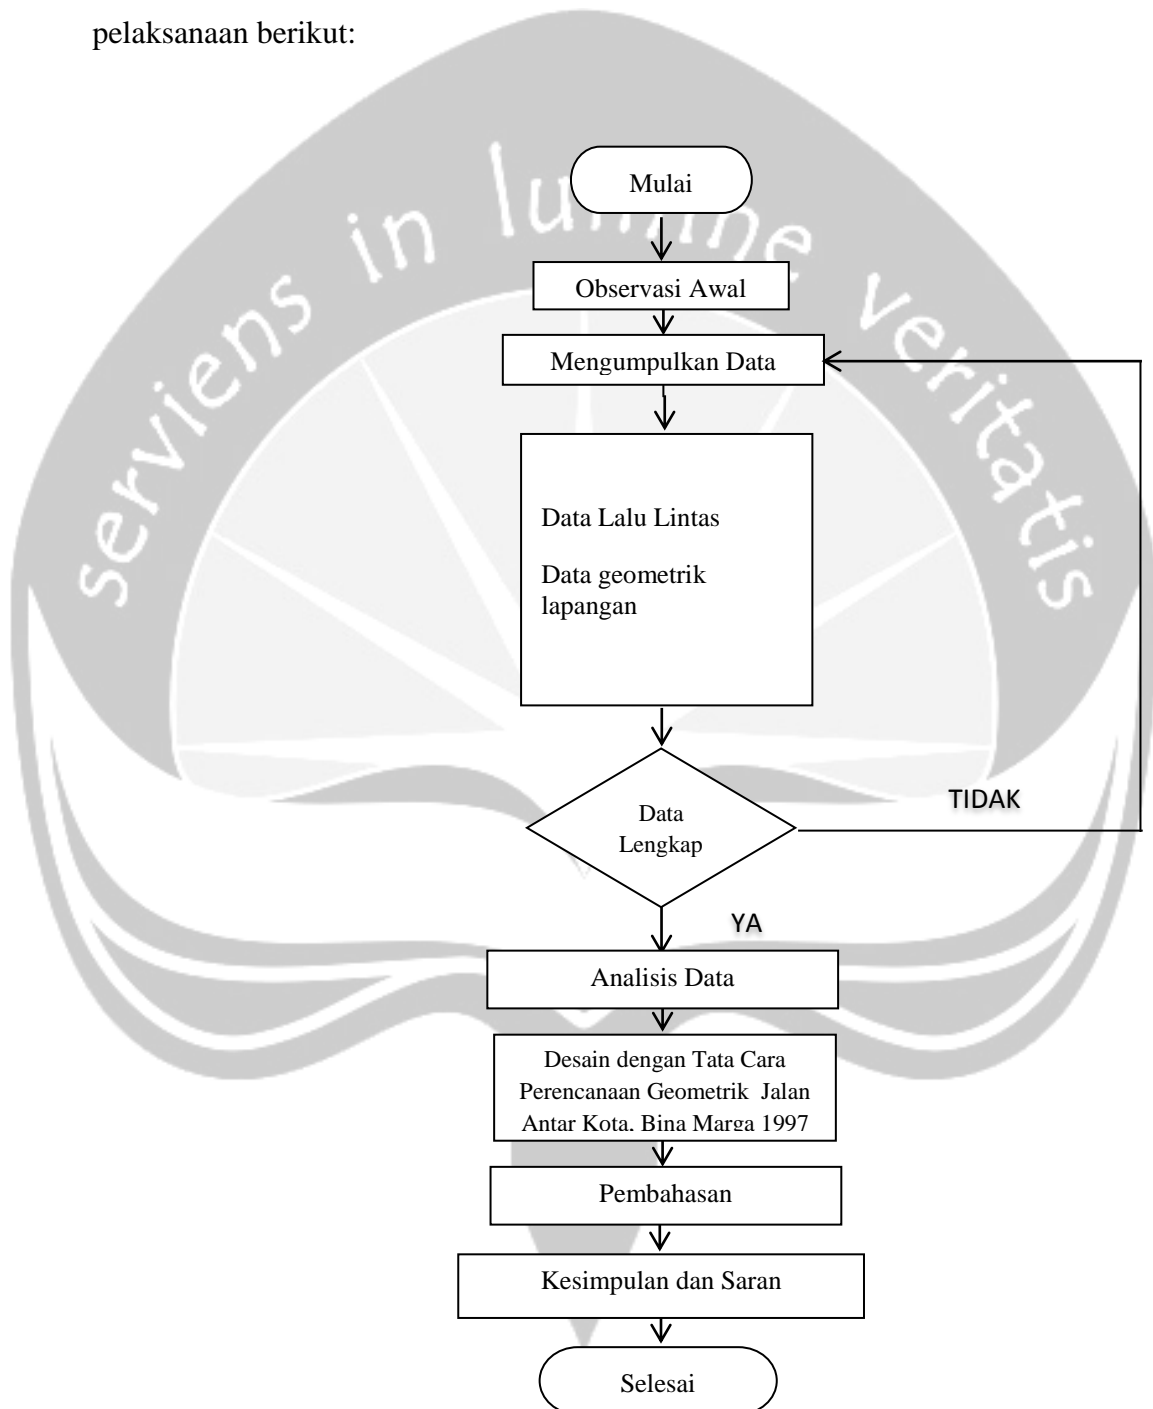 pelaksanaan berikut:
serviens in lumine veritatis
Mulai
Observasi Awal
Mengumpulkan Data
Data Lalu Lintas
Data geometrik
lapangan
Data
Lengkap
TIDAK
YA
Analisis Data
Desain dengan Tata Cara
Perencanaan Geometrik Jalan
Antar Kota, Bina Marga 1997
Pembahasan
Kesimpulan dan Saran
Selesai